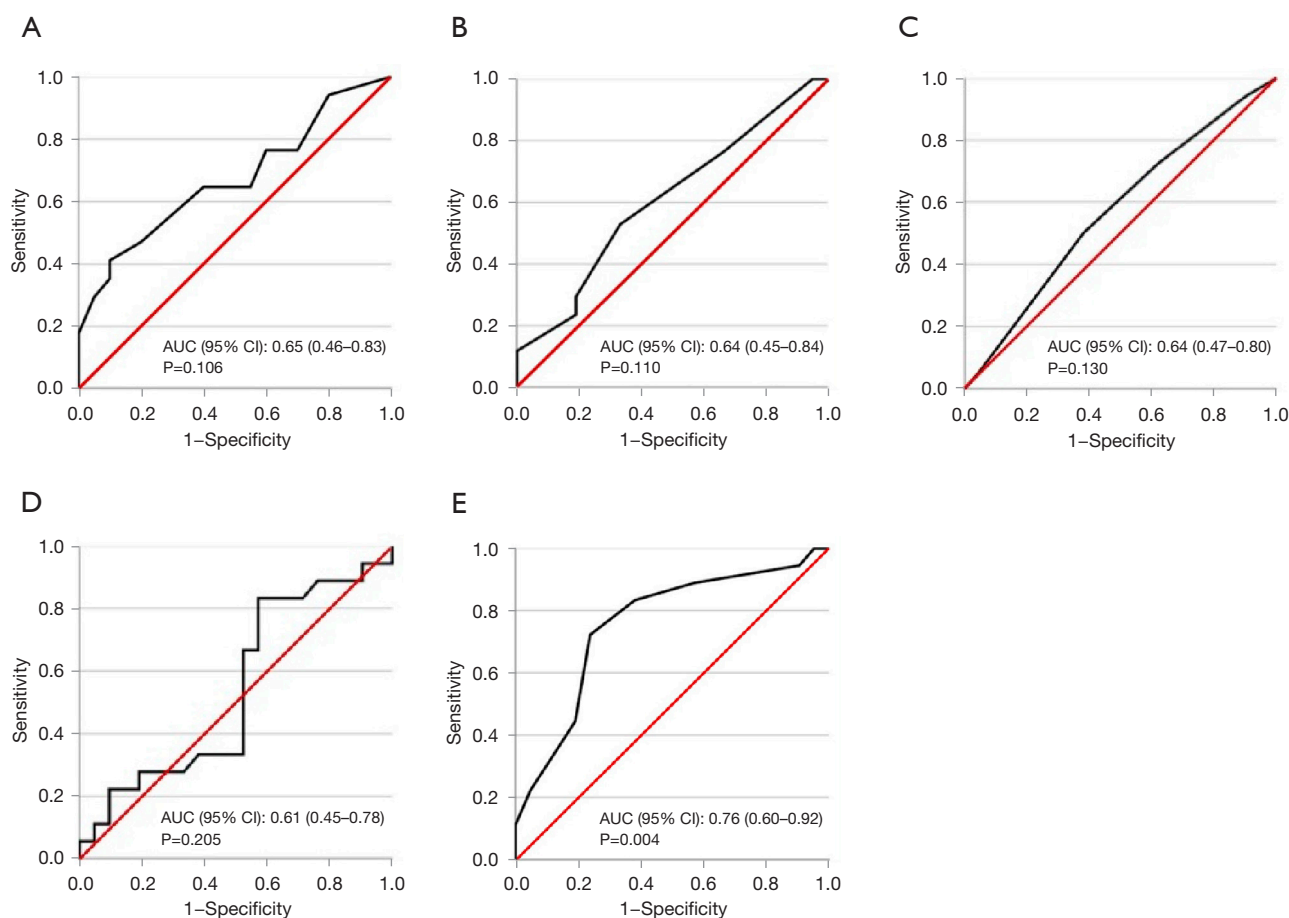 A
1.0
0.8
0.6
0.4
0.2
0.0
Sensitivity
AUC (95% CI): 0.65 (0.46–0.83)
P=0.106
0.0 0.2 0.4 0.6 0.8 1.0
1–Specificity
B
1.0
0.8
0.6
0.4
0.2
0.0
Sensitivity
AUC (95% CI): 0.64 (0.45–0.84)
P=0.110
0.0 0.2 0.4 0.6 0.8 1.0
1–Specificity
C
1.0
0.8
0.6
0.4
0.2
0.0
Sensitivity
AUC (95% CI): 0.64 (0.47–0.80)
P=0.130
0.0 0.2 0.4 0.6 0.8 1.0
1–Specificity
D
1.0
0.8
0.6
0.4
0.2
0.0
Sensitivity
AUC (95% CI): 0.61 (0.45–0.78)
P=0.205
0.0 0.2 0.4 0.6 0.8 1.0
1–Specificity
E
1.0
0.8
0.6
0.4
0.2
0.0
Sensitivity
AUC (95% CI): 0.76 (0.60–0.92)
P=0.004
0.0 0.2 0.4 0.6 0.8 1.0
1–Specificity